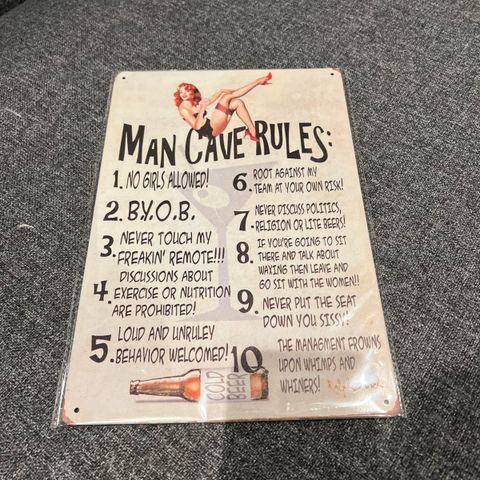 MAN CAVE RULES:
1. NO GIRLS ALLOWED!
2. B.Y.O.B.
3. NEVER TOUCH MY
FREAKIN' REMOTE!!!
4. DISCUSSIONS ABOUT
EXERCISE OR NUTRITION
ARE PROHIBITED!
5. LOUD AND UNRULEY
BEHAVIOR WELCOMED!
6. ROOT AGAINST MY
TEAM AT YOUR OWN RISK!
7. NEVER DISCUSS POLITICS,
RELIGION OR LITE BEERS!
8. IF YOU'RE GOING TO SIT
THERE AND TALK ABOUT
WAXING THEN LEAVE AND
GO SIT WITH THE WOMEN!!
9. NEVER PUT THE SEAT
DOWN YOU SISSY!
10 THE MANAGMENT FROWNS
UPON WHIMPS AND
WHINERS!
COLD
BEER